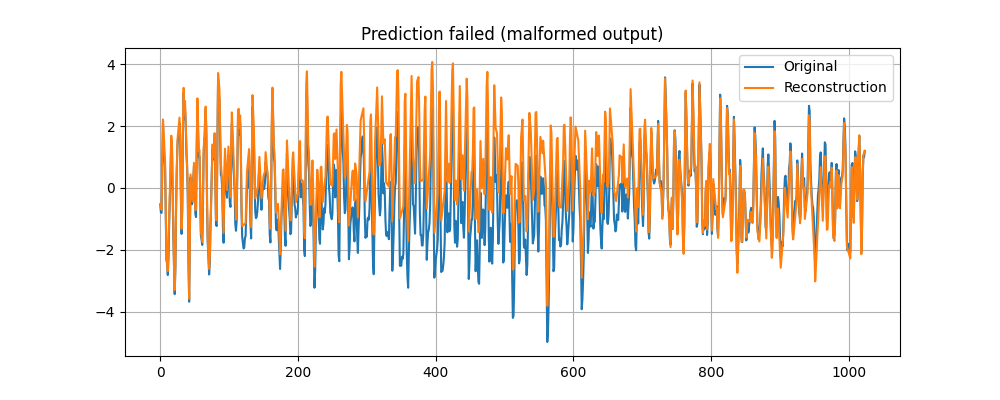 Prediction failed (malformed output)
Original
Reconstruction
4
2
0
−2
−4
0 200 400 600 800 1000